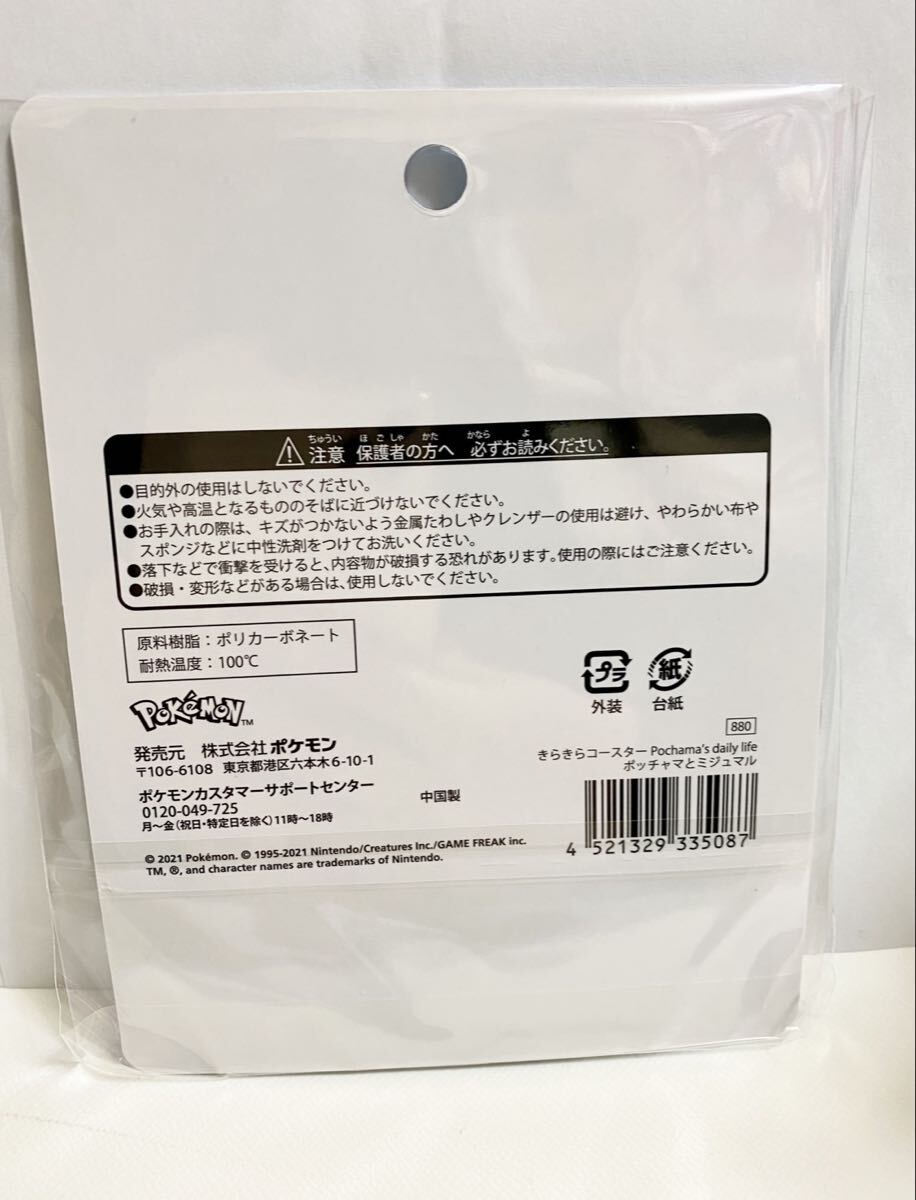 注意 保護者の方へ 必ずお読みください。
ちゅうい ほごしゃ かた かなら よ
●目的外の使用はしないでください。
●火気や高温となるもののそばに近づけないでください。
●お手入れの際は、キズがつかないよう金属たわしやクレンザーの使用は避け、やわらかい布や
スポンジなどに中性洗剤をつけてお洗いください。
●落下などで衝撃を受けると、内容物が破損する恐れがあります。使用の際にはご注意ください。
●破損・変形などがある場合は、使用しないでください。
原料樹脂：ポリカーボネート
耐熱温度：100℃
POKéMON™
発売元 株式会社ポケモン
〒106-6108 東京都港区六本木6-10-1
ポケモンカスタマーサポートセンター
0120-049-725
月～金（祝日・特定日を除く）11時～18時
中国製
プラ
外装
紙
台紙
880
きらきらコースター Pochama's daily life
ポッチャマとミジュマル
4 521329 335087
© 2021 Pokémon. © 1995-2021 Nintendo/Creatures Inc./GAME FREAK inc.
TM, ®, and character names are trademarks of Nintendo.